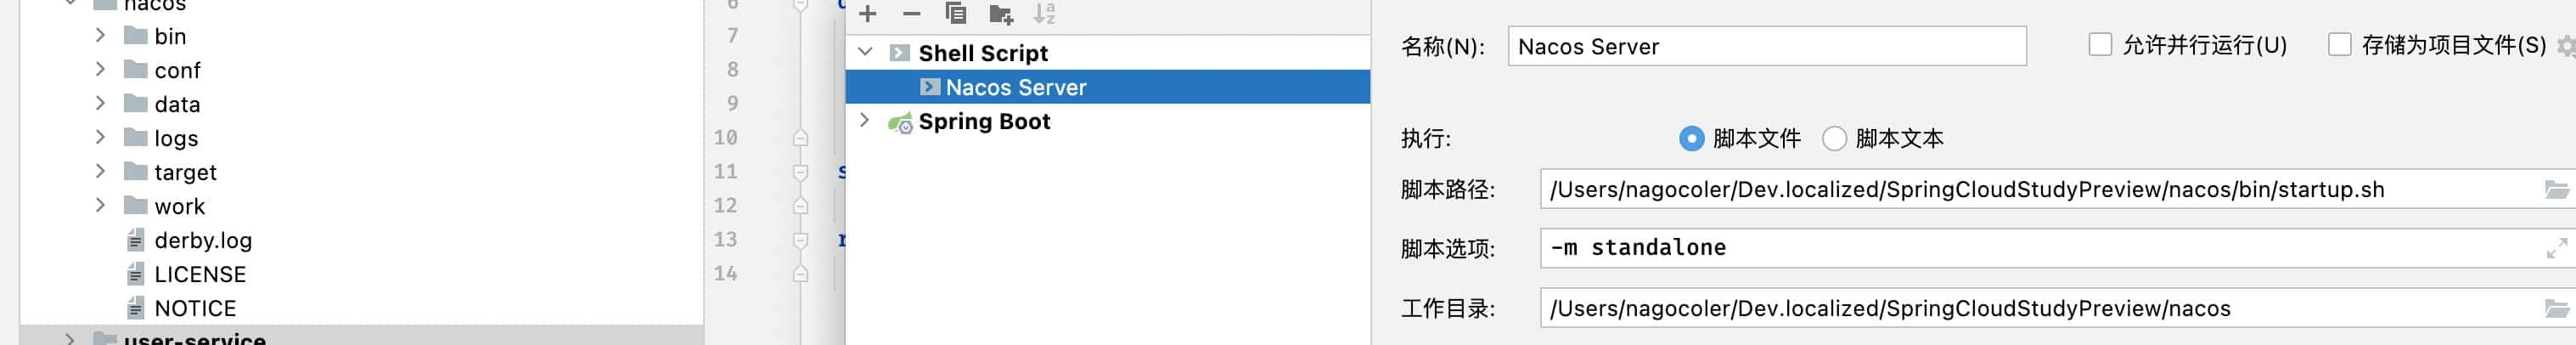 nacos
bin
conf
data
logs
target
work
derby.log
LICENSE
NOTICE
user-service
6
7
8
9
10
11
12
13
14
Shell Script
Nacos Server
Spring Boot
名称(N): Nacos Server 允许并行运行(U) 存储为项目文件(S)
执行: 脚本文件 脚本文本
脚本路径: /Users/nagocoler/Dev.localized/SpringCloudStudyPreview/nacos/bin/startup.sh
脚本选项: -m standalone
工作目录: /Users/nagocoler/Dev.localized/SpringCloudStudyPreview/nacos